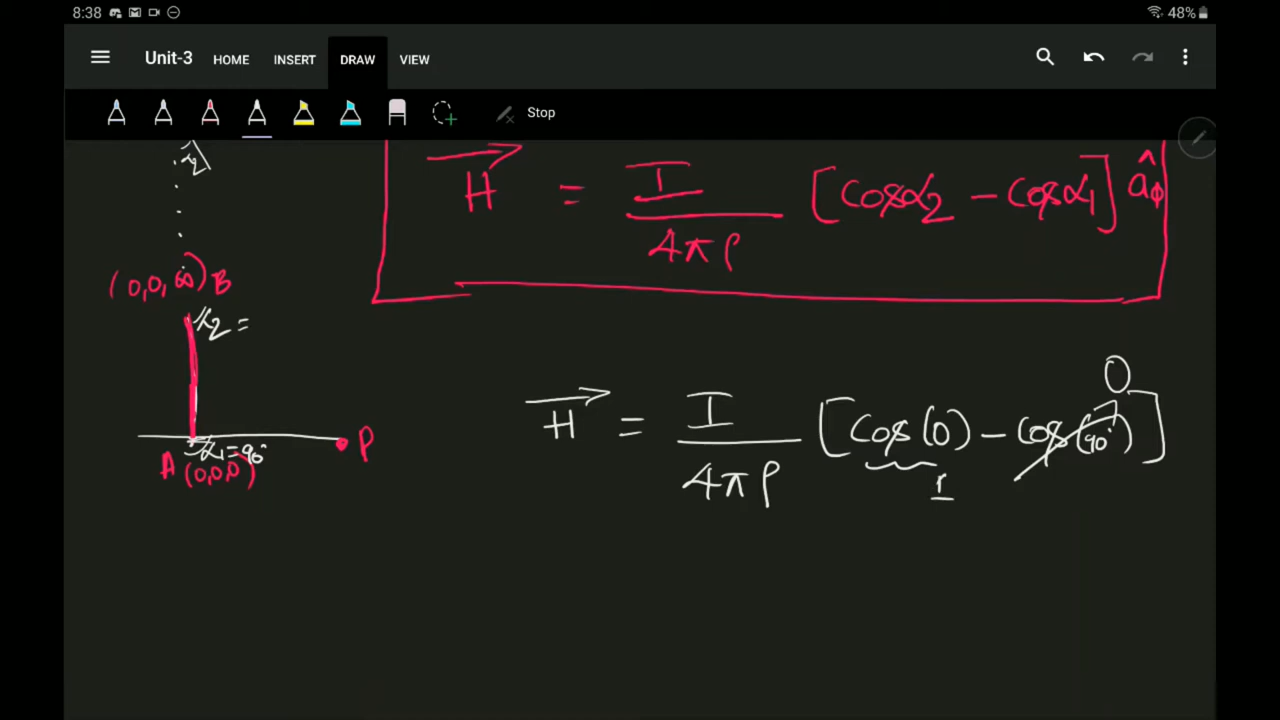 8:38 48%
Unit-3 HOME INSERT DRAW VIEW
Stop
α2
H = I / 4πρ [cosα2 - cosα1] âϕ
(0,0,∞) B
α2 =
H = I / 4πρ [cos(0) - cos(90°)]
0
1
α1=90°
P
A (0,0,0)